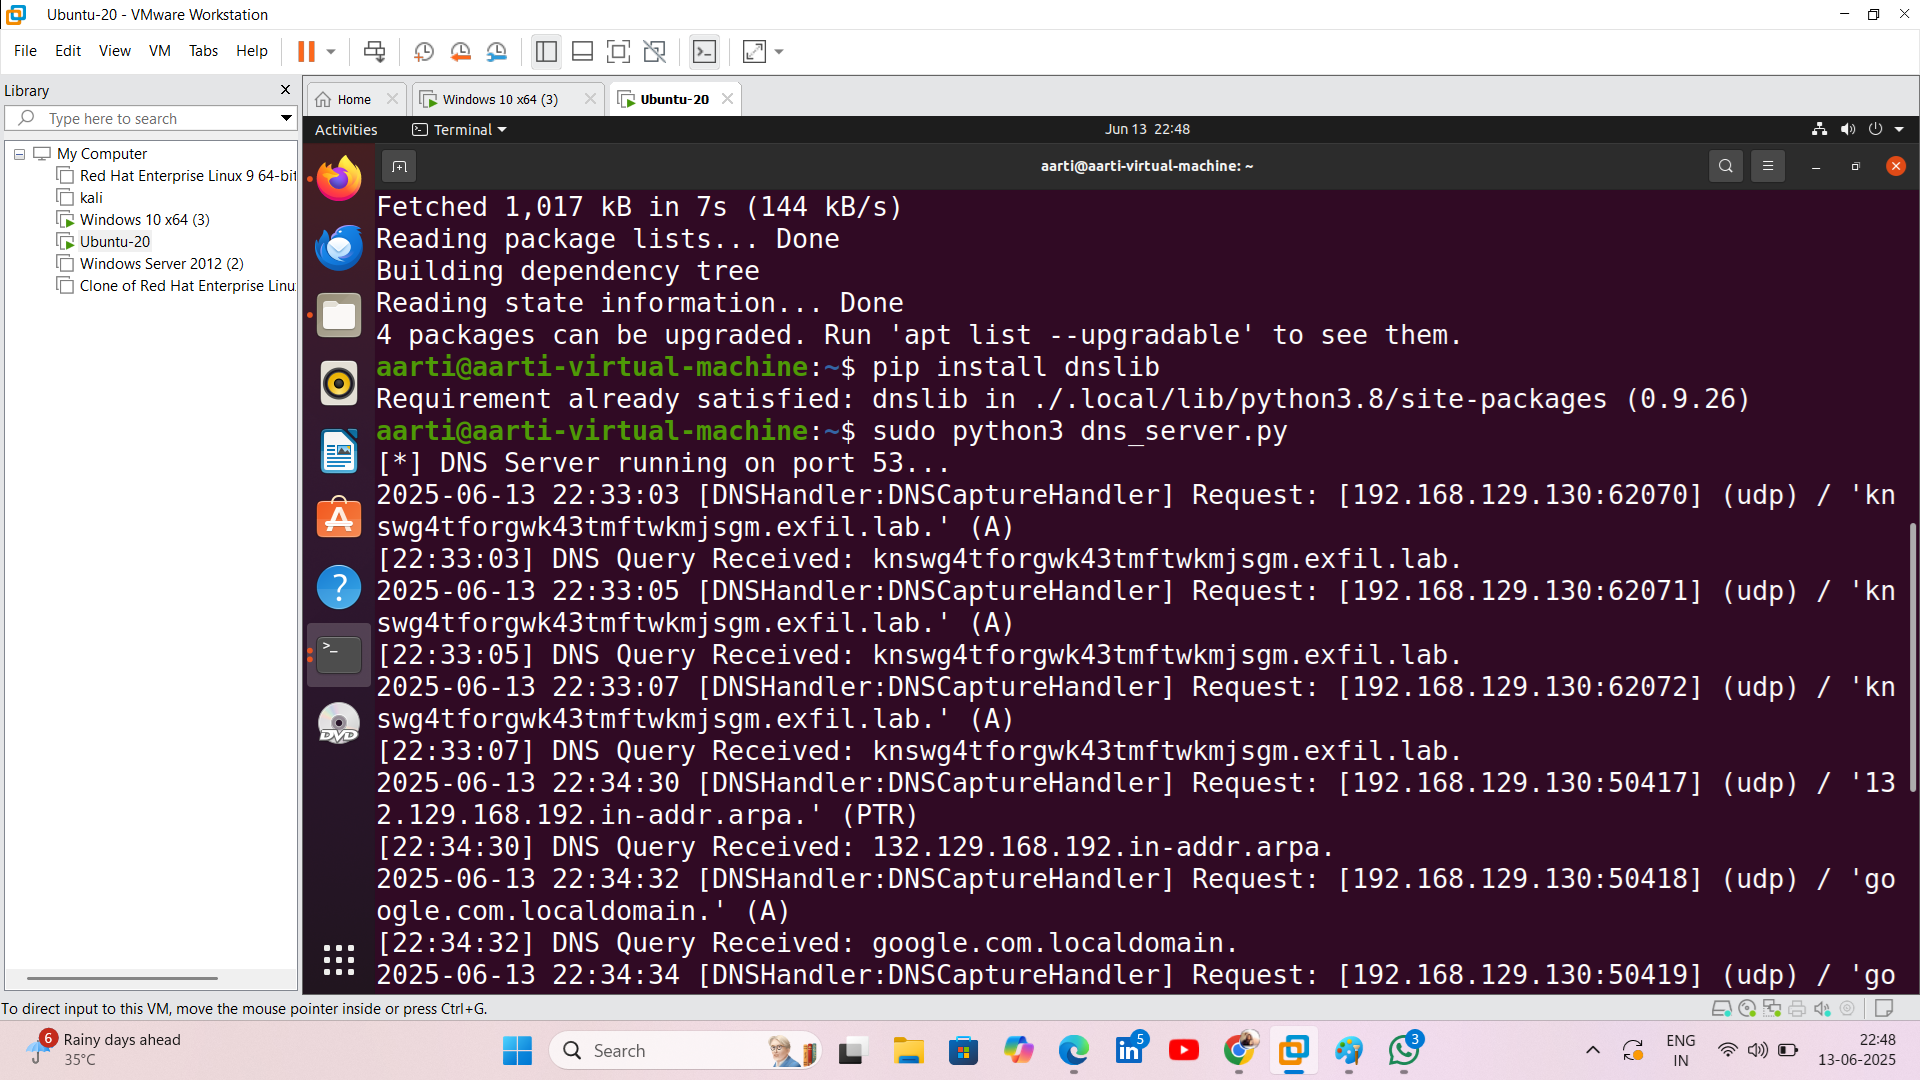 Ubuntu-20 - VMware Workstation
File Edit View VM Tabs Help
Library
Type here to search
My Computer
Red Hat Enterprise Linux 9 64-bit
kali
Windows 10 x64 (3)
Ubuntu-20
Windows Server 2012 (2)
Clone of Red Hat Enterprise Linu
Home
Windows 10 x64 (3)
Ubuntu-20
Activities
Terminal
Jun 13 22:48
aarti@aarti-virtual-machine: ~
Fetched 1,017 kB in 7s (144 kB/s)
Reading package lists... Done
Building dependency tree
Reading state information... Done
4 packages can be upgraded. Run 'apt list --upgradable' to see them.
aarti@aarti-virtual-machine:~$ pip install dnslib
Requirement already satisfied: dnslib in ./.local/lib/python3.8/site-packages (0.9.26)
aarti@aarti-virtual-machine:~$ sudo python3 dns_server.py
[*] DNS Server running on port 53...
2025-06-13 22:33:03 [DNSHandler:DNSCaptureHandler] Request: [192.168.129.130:62070] (udp) / 'kn
swg4tforgwk43tmftwkmjsgm.exfil.lab.' (A)
[22:33:03] DNS Query Received: knswg4tforgwk43tmftwkmjsgm.exfil.lab.
2025-06-13 22:33:05 [DNSHandler:DNSCaptureHandler] Request: [192.168.129.130:62071] (udp) / 'kn
swg4tforgwk43tmftwkmjsgm.exfil.lab.' (A)
[22:33:05] DNS Query Received: knswg4tforgwk43tmftwkmjsgm.exfil.lab.
2025-06-13 22:33:07 [DNSHandler:DNSCaptureHandler] Request: [192.168.129.130:62072] (udp) / 'kn
swg4tforgwk43tmftwkmjsgm.exfil.lab.' (A)
[22:33:07] DNS Query Received: knswg4tforgwk43tmftwkmjsgm.exfil.lab.
2025-06-13 22:34:30 [DNSHandler:DNSCaptureHandler] Request: [192.168.129.130:50417] (udp) / '13
2.129.168.192.in-addr.arpa.' (PTR)
[22:34:30] DNS Query Received: 132.129.168.192.in-addr.arpa.
2025-06-13 22:34:32 [DNSHandler:DNSCaptureHandler] Request: [192.168.129.130:50418] (udp) / 'go
ogle.com.localdomain.' (A)
[22:34:32] DNS Query Received: google.com.localdomain.
2025-06-13 22:34:34 [DNSHandler:DNSCaptureHandler] Request: [192.168.129.130:50419] (udp) / 'go
DVD
To direct input to this VM, move the mouse pointer inside or press Ctrl+G.
6
Rainy days ahead
35°C
Search
5
3
ENG
IN
22:48
13-06-2025